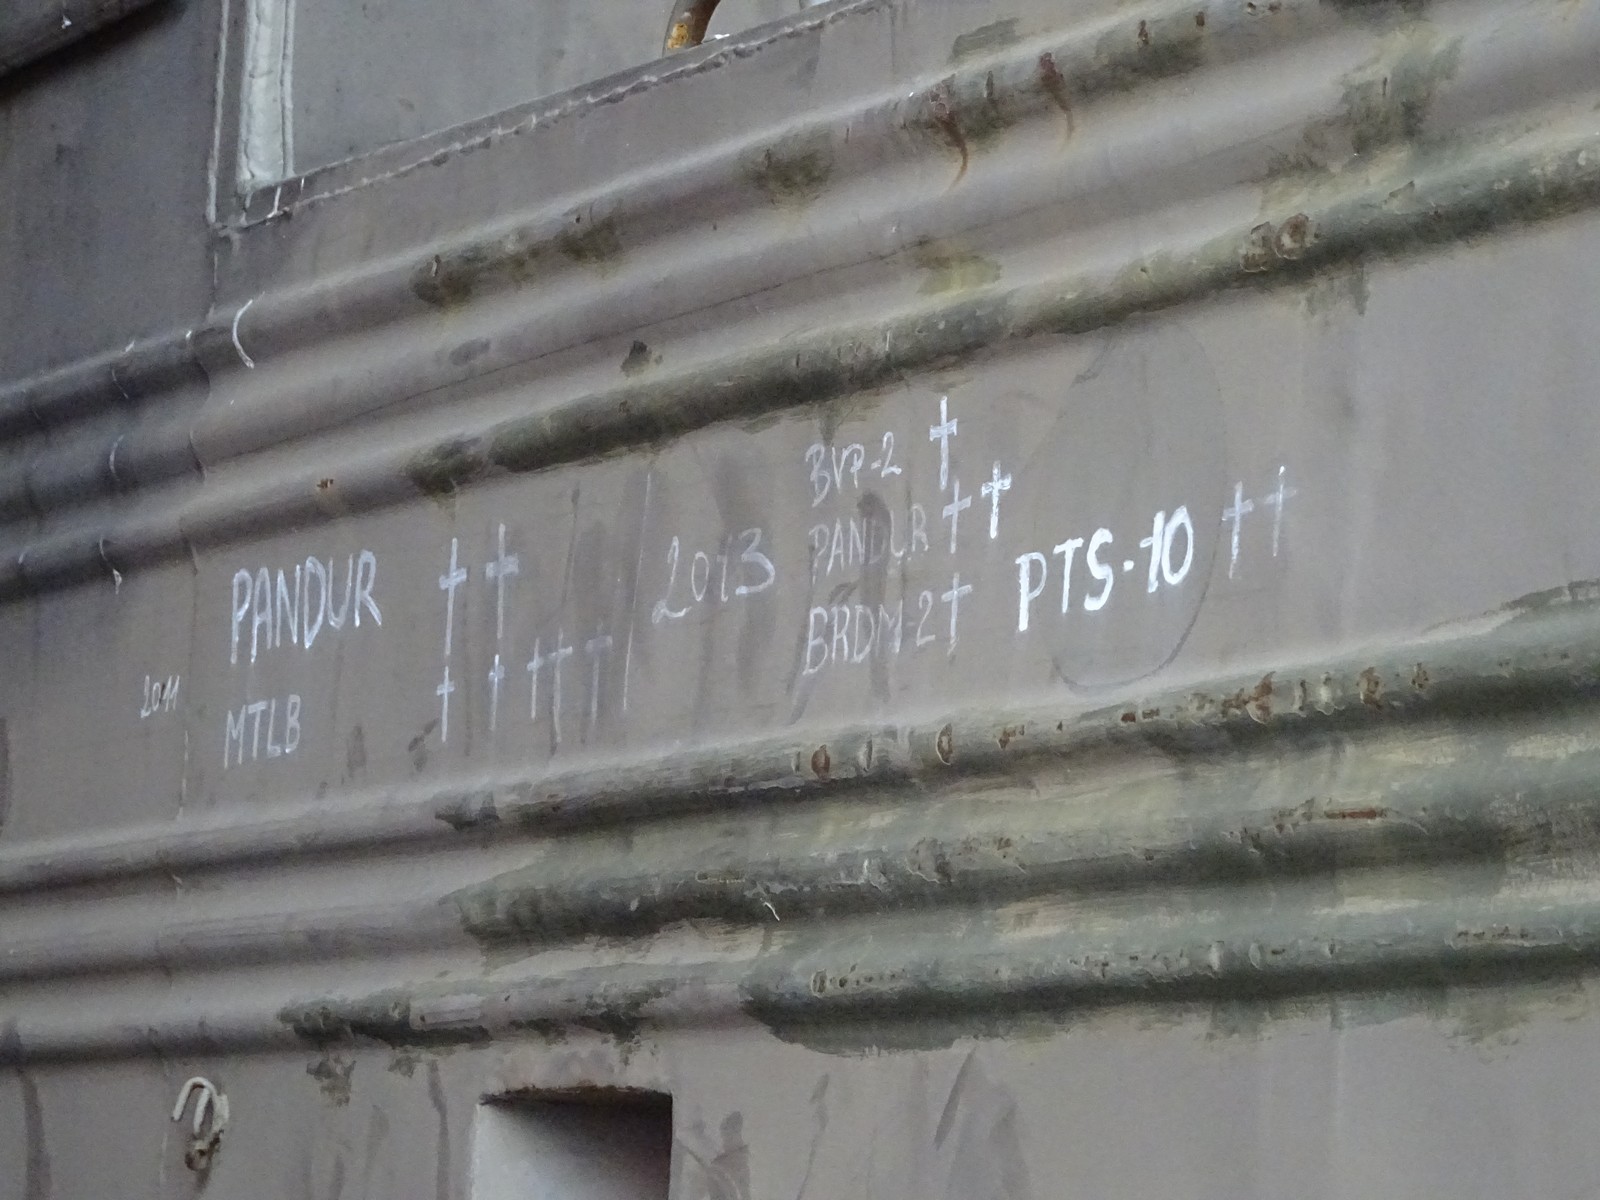 2011
PANDUR ††
MTLB †††††
2013
BVP-2 †
PANDUR ††
BRDM-2 †
PTS-10 ††